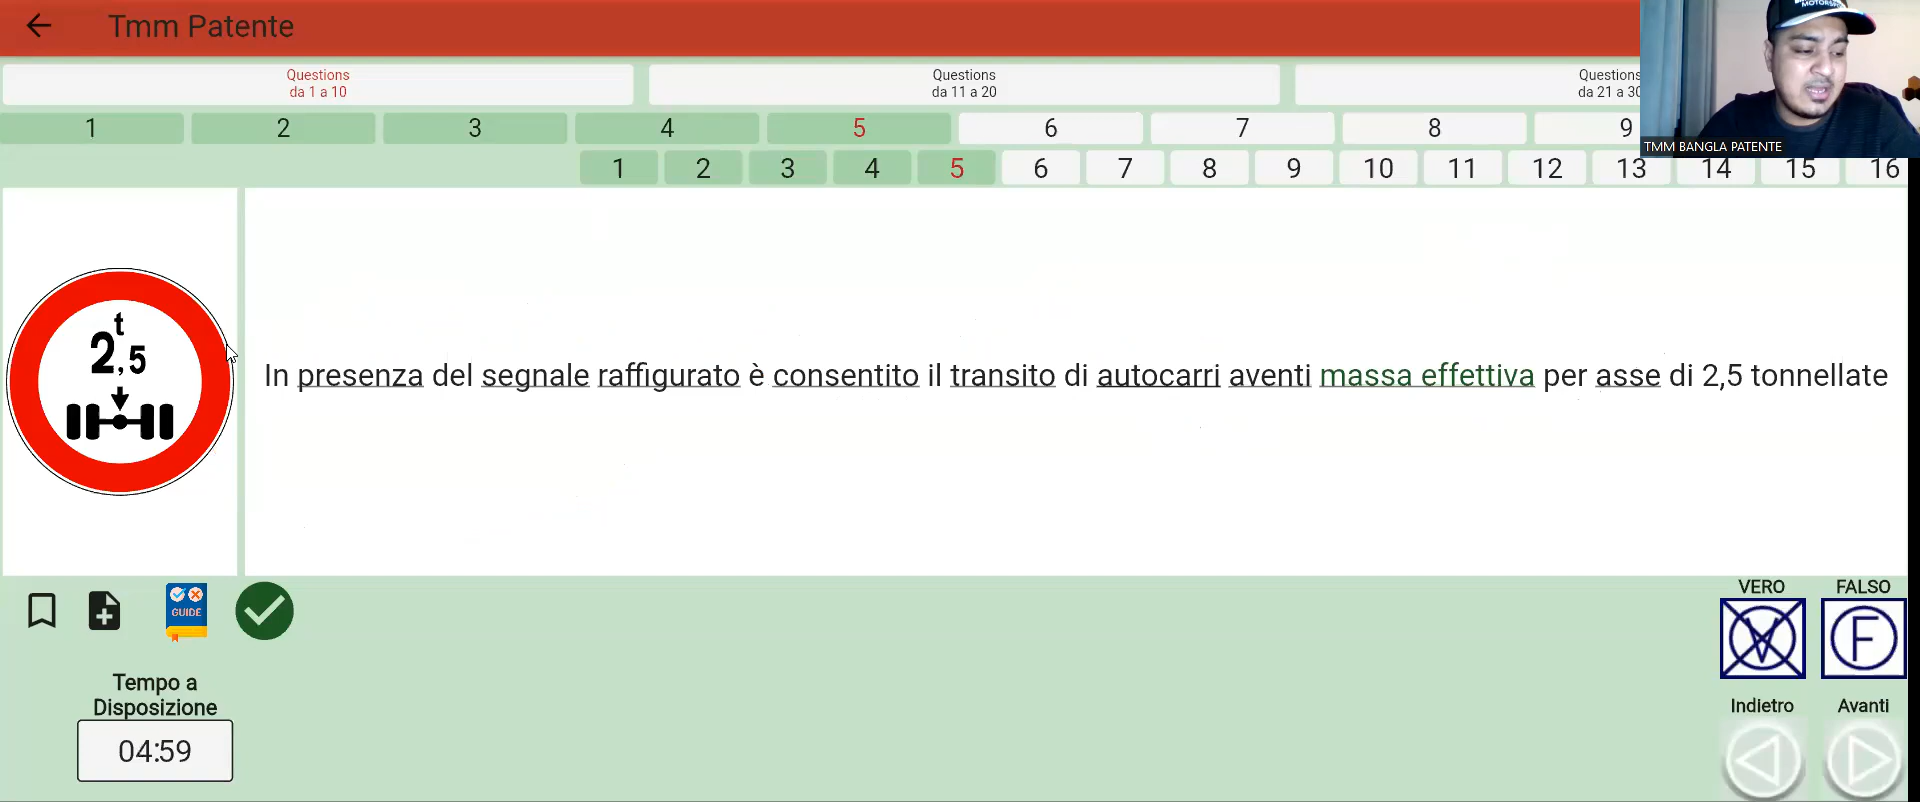 Tmm Patente
Questions
da 1 a 10
Questions
da 11 a 20
Questions
da 21 a 30
1 2 3 4 5 6 7 8 9
1 2 3 4 5 6 7 8 9 10 11 12 13 14 15 16
MOTORSPORT
TMM BANGLA PATENTE
t
2,5
In presenza del segnale raffigurato è consentito il transito di autocarri aventi massa effettiva per asse di 2,5 tonnellate
GUIDE
VERO FALSO
V F
Tempo a
Disposizione
04:59
Indietro Avanti